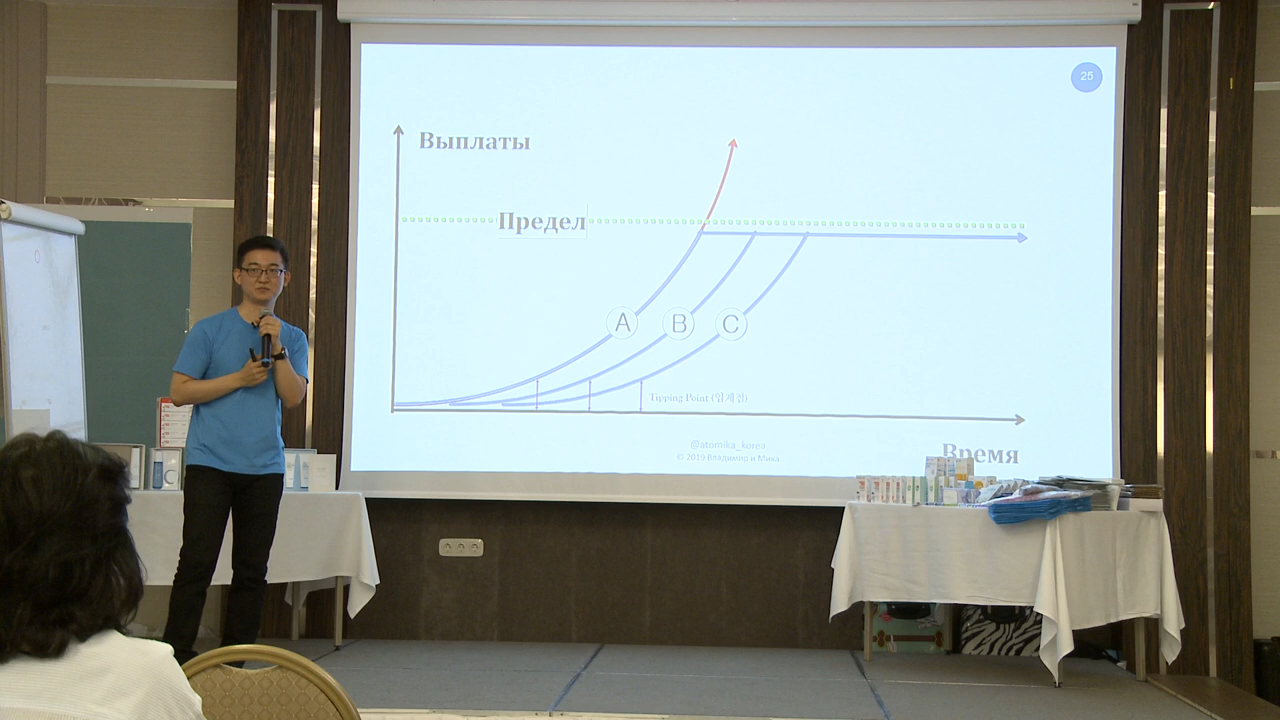 25
Выплаты
Предел
A B C
Tipping Point (임계점)
@atomika_korea
© 2019 Владимир и Мика
Время